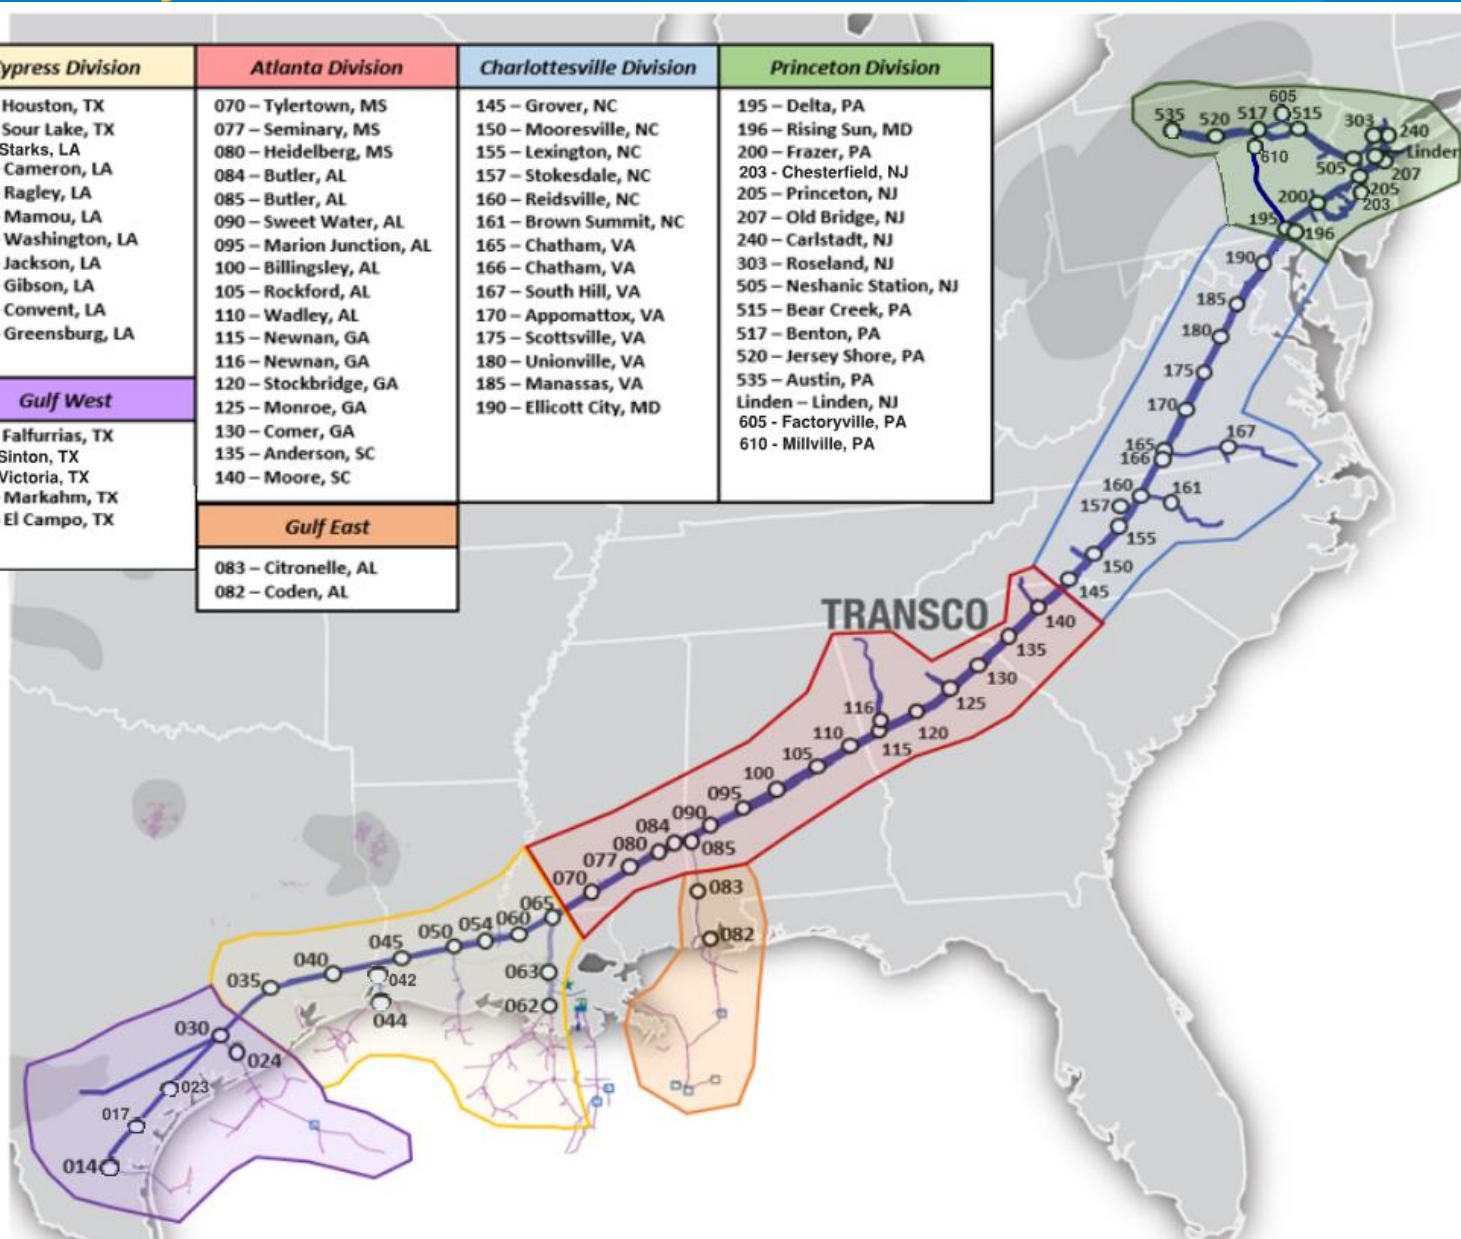 ypress Division
Houston, TX
Sour Lake, TX
Starks, LA
Cameron, LA
Ragley, LA
Mamou, LA
Washington, LA
Jackson, LA
Gibson, LA
Convent, LA
Greensburg, LA
Gulf West
Falfurrias, TX
Sinton, TX
Victoria, TX
Markahm, TX
El Campo, TX
Atlanta Division
070 – Tylertown, MS
077 – Seminary, MS
080 – Heidelberg, MS
084 – Butler, AL
085 – Butler, AL
090 – Sweet Water, AL
095 – Marion Junction, AL
100 – Billingsley, AL
105 – Rockford, AL
110 – Wadley, AL
115 – Newnan, GA
116 – Newnan, GA
120 – Stockbridge, GA
125 – Monroe, GA
130 – Comer, GA
135 – Anderson, SC
140 – Moore, SC
Gulf East
083 – Citronelle, AL
082 – Coden, AL
Charlottesville Division
145 – Grover, NC
150 – Mooresville, NC
155 – Lexington, NC
157 – Stokesdale, NC
160 – Reidsville, NC
161 – Brown Summit, NC
165 – Chatham, VA
166 – Chatham, VA
167 – South Hill, VA
170 – Appomattox, VA
175 – Scottsville, VA
180 – Unionville, VA
185 – Manassas, VA
190 – Ellicott City, MD
Princeton Division
195 – Delta, PA
196 – Rising Sun, MD
200 – Frazer, PA
203 - Chesterfield, NJ
205 – Princeton, NJ
207 – Old Bridge, NJ
240 – Carlstadt, NJ
303 – Roseland, NJ
505 – Neshanic Station, NJ
515 – Bear Creek, PA
517 – Benton, PA
520 – Jersey Shore, PA
535 – Austin, PA
Linden – Linden, NJ
605 - Factoryville, PA
610 - Millville, PA
605
535
520
517
515
303
240
Linden
610
505
207
205
203
200
195
196
190
185
180
175
170
165
166
167
160
161
157
155
150
145
TRANSCO
140
135
130
125
116
120
110
115
105
100
095
090
084
085
080
077
070
083
082
065
060
054
050
045
040
042
035
063
062
044
030
024
023
017
014